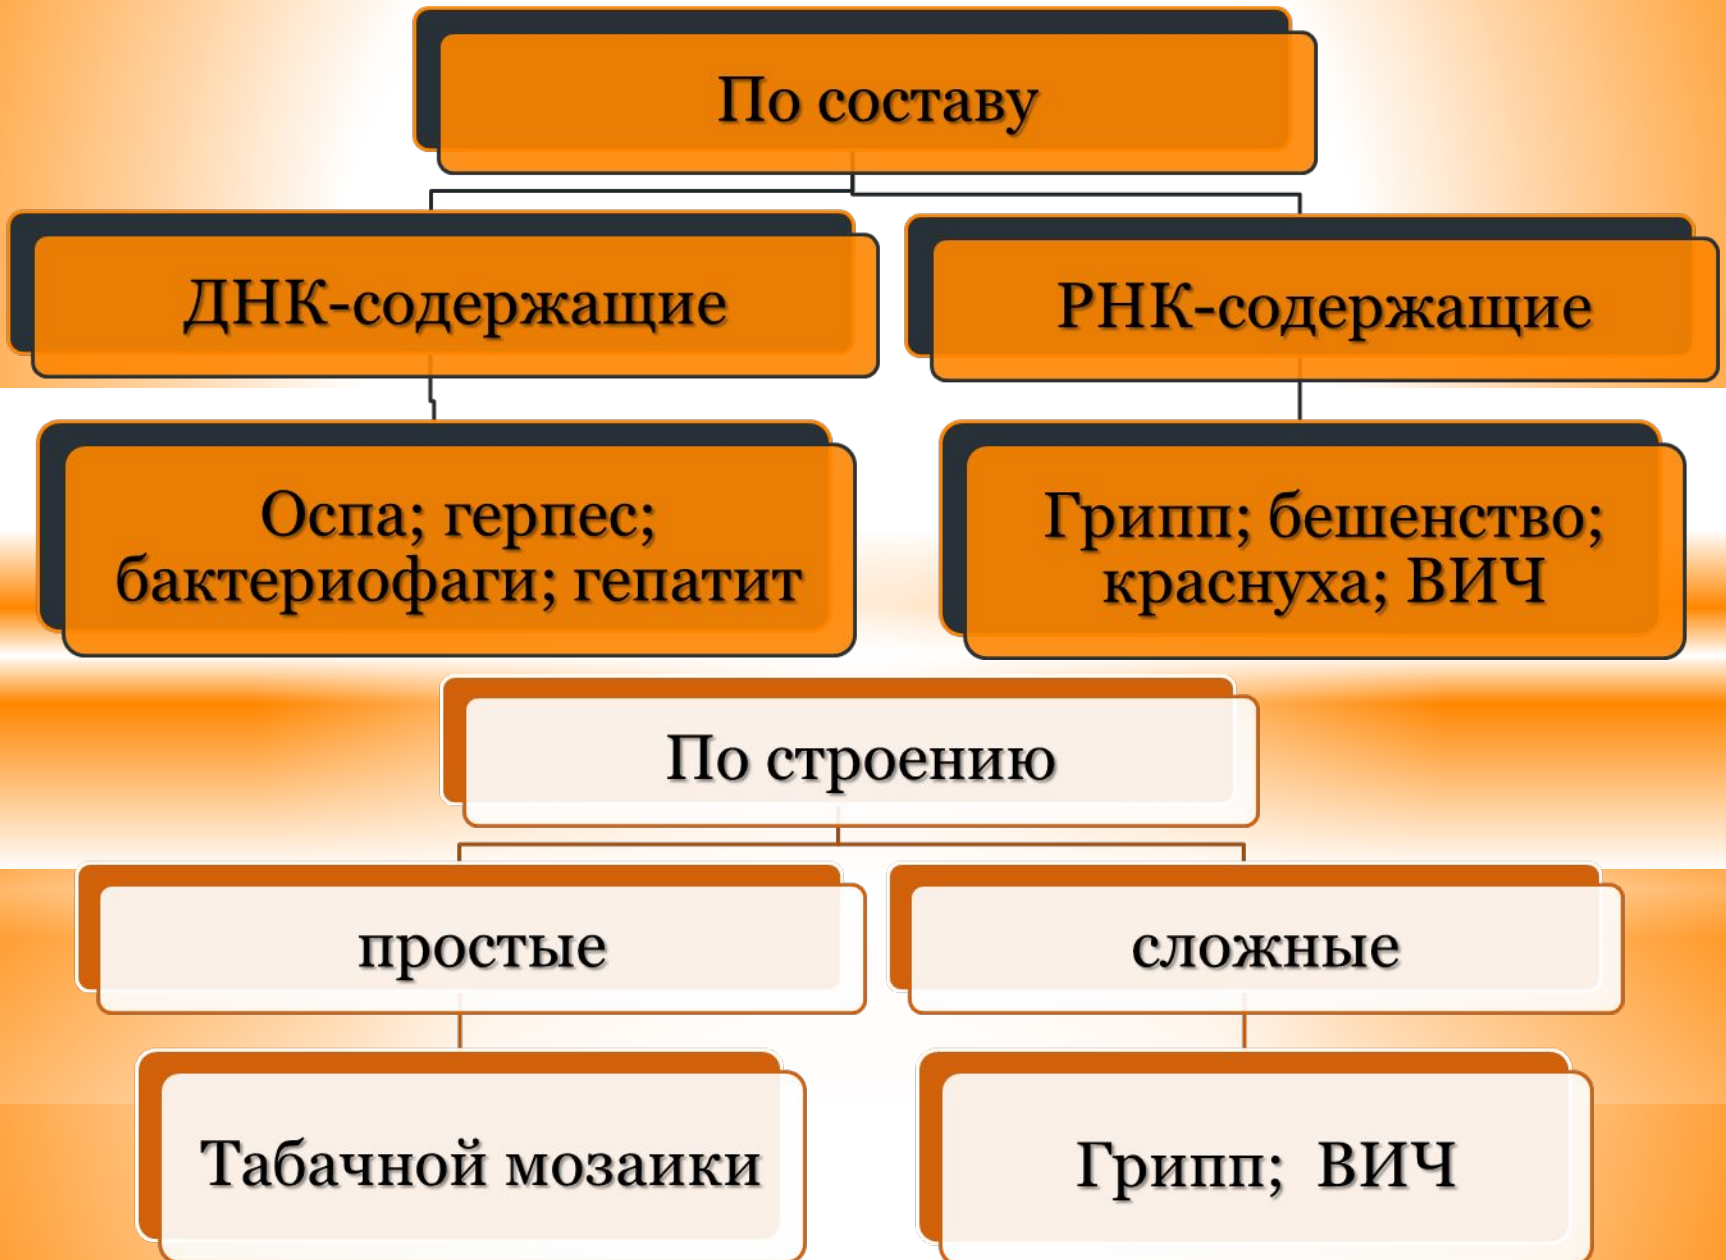 По составу
ДНК-содержащие
РНК-содержащие
Оспа; герпес;
бактериофаги; гепатит
Грипп; бешенство;
краснуха; ВИЧ
По строению
простые
сложные
Табачной мозаики
Грипп; ВИЧ